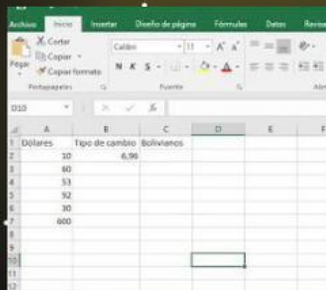 Archivo Inicio Insertar Diseño de página Fórmulas Datos
Cortar
Copiar
Copiar formato
Pegar
Portapapeles
Calibri 11 A A
N K S
Fuente
D10 fx
A B C D E
1 Dólares Tipo de cambio Bolivianos
2 10 6,96
3 60
4 53
5 92
6 30
7 600
8
9
10
11
12